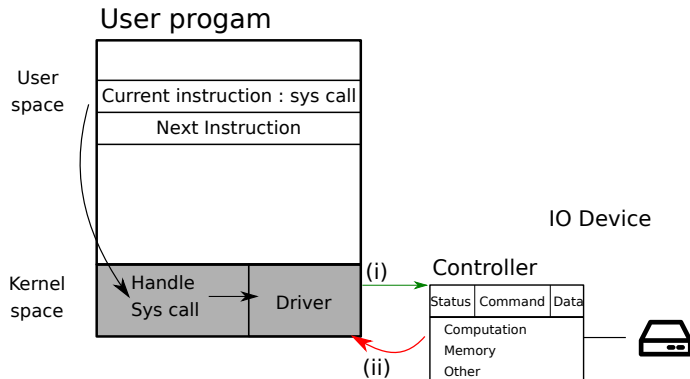 User progam
User
space
Current instruction : sys call
Next Instruction
IO Device
Kernel
space
Handle
Sys call
Driver
(i)
(ii)
Controller
Status
Command
Data
Computation
Memory
Other